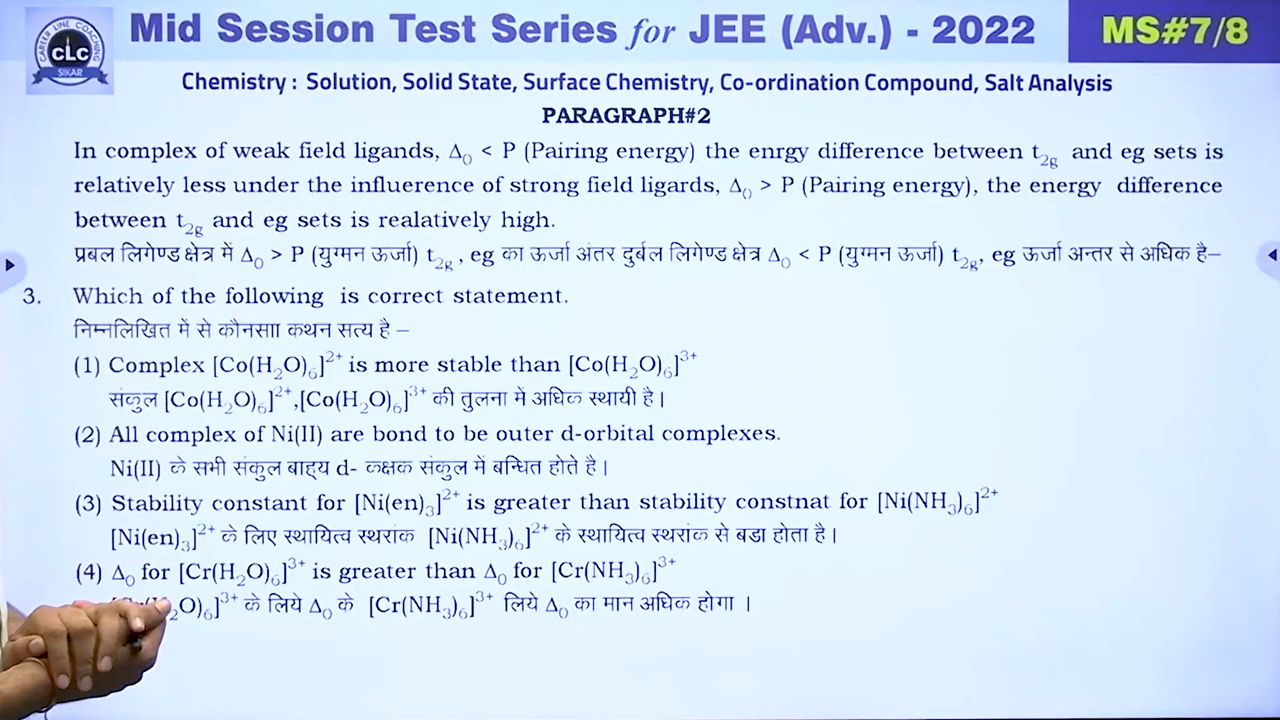 CAREER LINE COACHING
CLC
SIKAR
Mid Session Test Series for JEE (Adv.) - 2022
MS#7/8
Chemistry : Solution, Solid State, Surface Chemistry, Co-ordination Compound, Salt Analysis
PARAGRAPH#2
In complex of weak field ligands, Δ₀ < P (Pairing energy) the enrgy difference between t₂g and eg sets is
relatively less under the influerence of strong field ligards, Δ₀ > P (Pairing energy), the energy difference
between t₂g and eg sets is realatively high.
प्रबल लिगेण्ड क्षेत्र में Δ₀ > P (युग्मन ऊर्जा) t₂g , eg का ऊर्जा अंतर दुर्बल लिगेण्ड क्षेत्र Δ₀ < P (युग्मन ऊर्जा) t₂g, eg ऊर्जा अन्तर से अधिक है–
3. Which of the following is correct statement.
निम्नलिखित में से कौनसाा कथन सत्य है –
(1) Complex [Co(H₂O)₆]²⁺ is more stable than [Co(H₂O)₆]³⁺
संकुल [Co(H₂O)₆]²⁺,[Co(H₂O)₆]³⁺ की तुलना में अधिक स्थायी है।
(2) All complex of Ni(II) are bond to be outer d-orbital complexes.
Ni(II) के सभी संकुल बाह्य d- कक्षक संकुल में बन्धित होते है।
(3) Stability constant for [Ni(en)₃]²⁺ is greater than stability constnat for [Ni(NH₃)₆]²⁺
[Ni(en)₃]²⁺ के लिए स्थायित्व स्थरांक [Ni(NH₃)₆]²⁺ के स्थायित्व स्थरांक से बडा होता है।
(4) Δ₀ for [Cr(H₂O)₆]³⁺ is greater than Δ₀ for [Cr(NH₃)₆]³⁺
₂O)₆]³⁺ के लिये Δ₀ के [Cr(NH₃)₆]³⁺ लिये Δ₀ का मान अधिक होगा ।